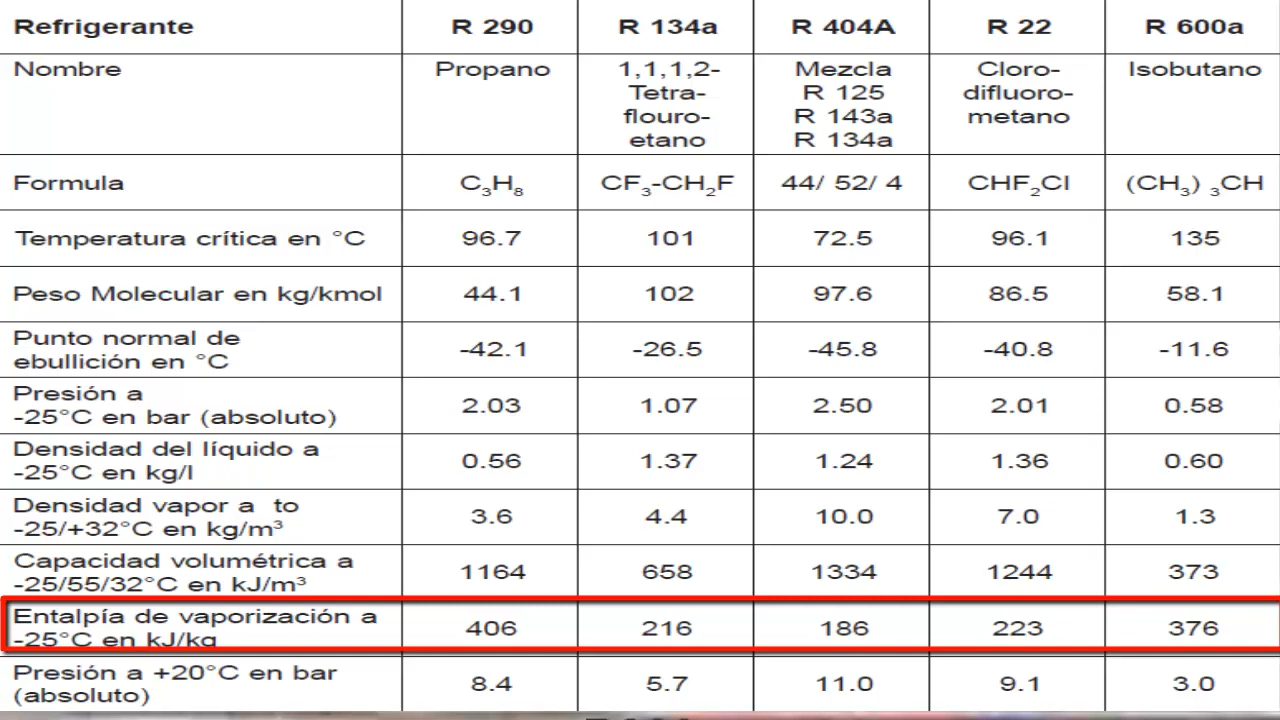 Refrigerante R 290 R 134a R 404A R 22 R 600a
Nombre Propano 1,1,1,2- Mezcla Cloro- Isobutano
Tetra- R 125 difluoro-
flouro- R 143a metano
etano R 134a
Formula C3H8 CF3-CH2F 44/ 52/ 4 CHF2Cl (CH3) 3CH
Temperatura crítica en °C 96.7 101 72.5 96.1 135
Peso Molecular en kg/kmol 44.1 102 97.6 86.5 58.1
Punto normal de
ebullición en °C -42.1 -26.5 -45.8 -40.8 -11.6
Presión a
-25°C en bar (absoluto) 2.03 1.07 2.50 2.01 0.58
Densidad del líquido a
-25°C en kg/l 0.56 1.37 1.24 1.36 0.60
Densidad vapor a to
-25/+32°C en kg/m³ 3.6 4.4 10.0 7.0 1.3
Capacidad volumétrica a
-25/55/32°C en kJ/m³ 1164 658 1334 1244 373
Entalpía de vaporización a
-25°C en kJ/kg 406 216 186 223 376
Presión a +20°C en bar
(absoluto) 8.4 5.7 11.0 9.1 3.0